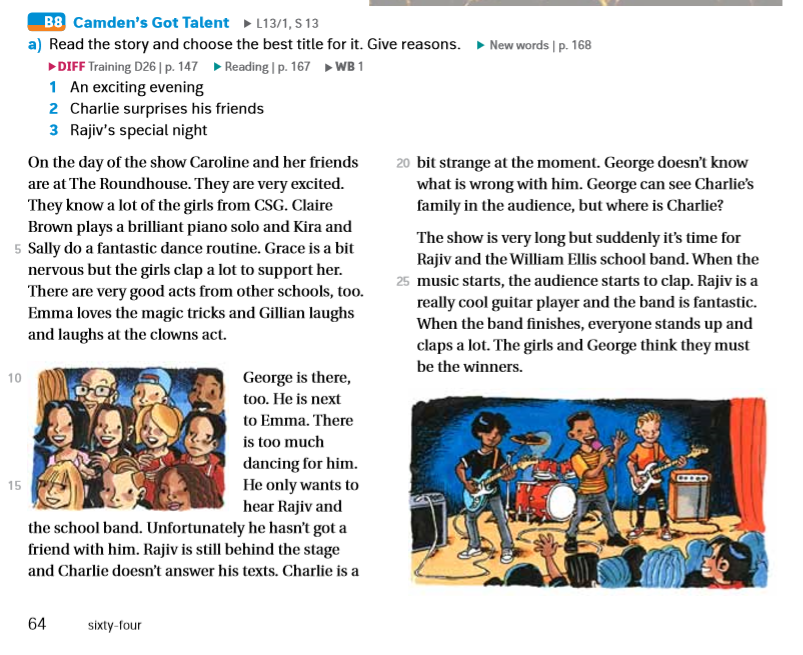 B8 Camden's Got Talent ▶ L13/1, S 13
a) Read the story and choose the best title for it. Give reasons. ▶ New words | p. 168
▶DIFF Training D26 | p. 147 ▶ Reading | p. 167 ▶ WB 1
1 An exciting evening
2 Charlie surprises his friends
3 Rajiv's special night
On the day of the show Caroline and her friends
are at The Roundhouse. They are very excited.
They know a lot of the girls from CSG. Claire
Brown plays a brilliant piano solo and Kira and
5 Sally do a fantastic dance routine. Grace is a bit
nervous but the girls clap a lot to support her.
There are very good acts from other schools, too.
Emma loves the magic tricks and Gillian laughs
and laughs at the clowns act.
10 George is there,
too. He is next
to Emma. There
is too much
dancing for him.
15 He only wants to
hear Rajiv and
the school band. Unfortunately he hasn't got a
friend with him. Rajiv is still behind the stage
and Charlie doesn't answer his texts. Charlie is a
20 bit strange at the moment. George doesn't know
what is wrong with him. George can see Charlie's
family in the audience, but where is Charlie?
The show is very long but suddenly it's time for
Rajiv and the William Ellis school band. When the
25 music starts, the audience starts to clap. Rajiv is a
really cool guitar player and the band is fantastic.
When the band finishes, everyone stands up and
claps a lot. The girls and George think they must
be the winners.
64 sixty-four